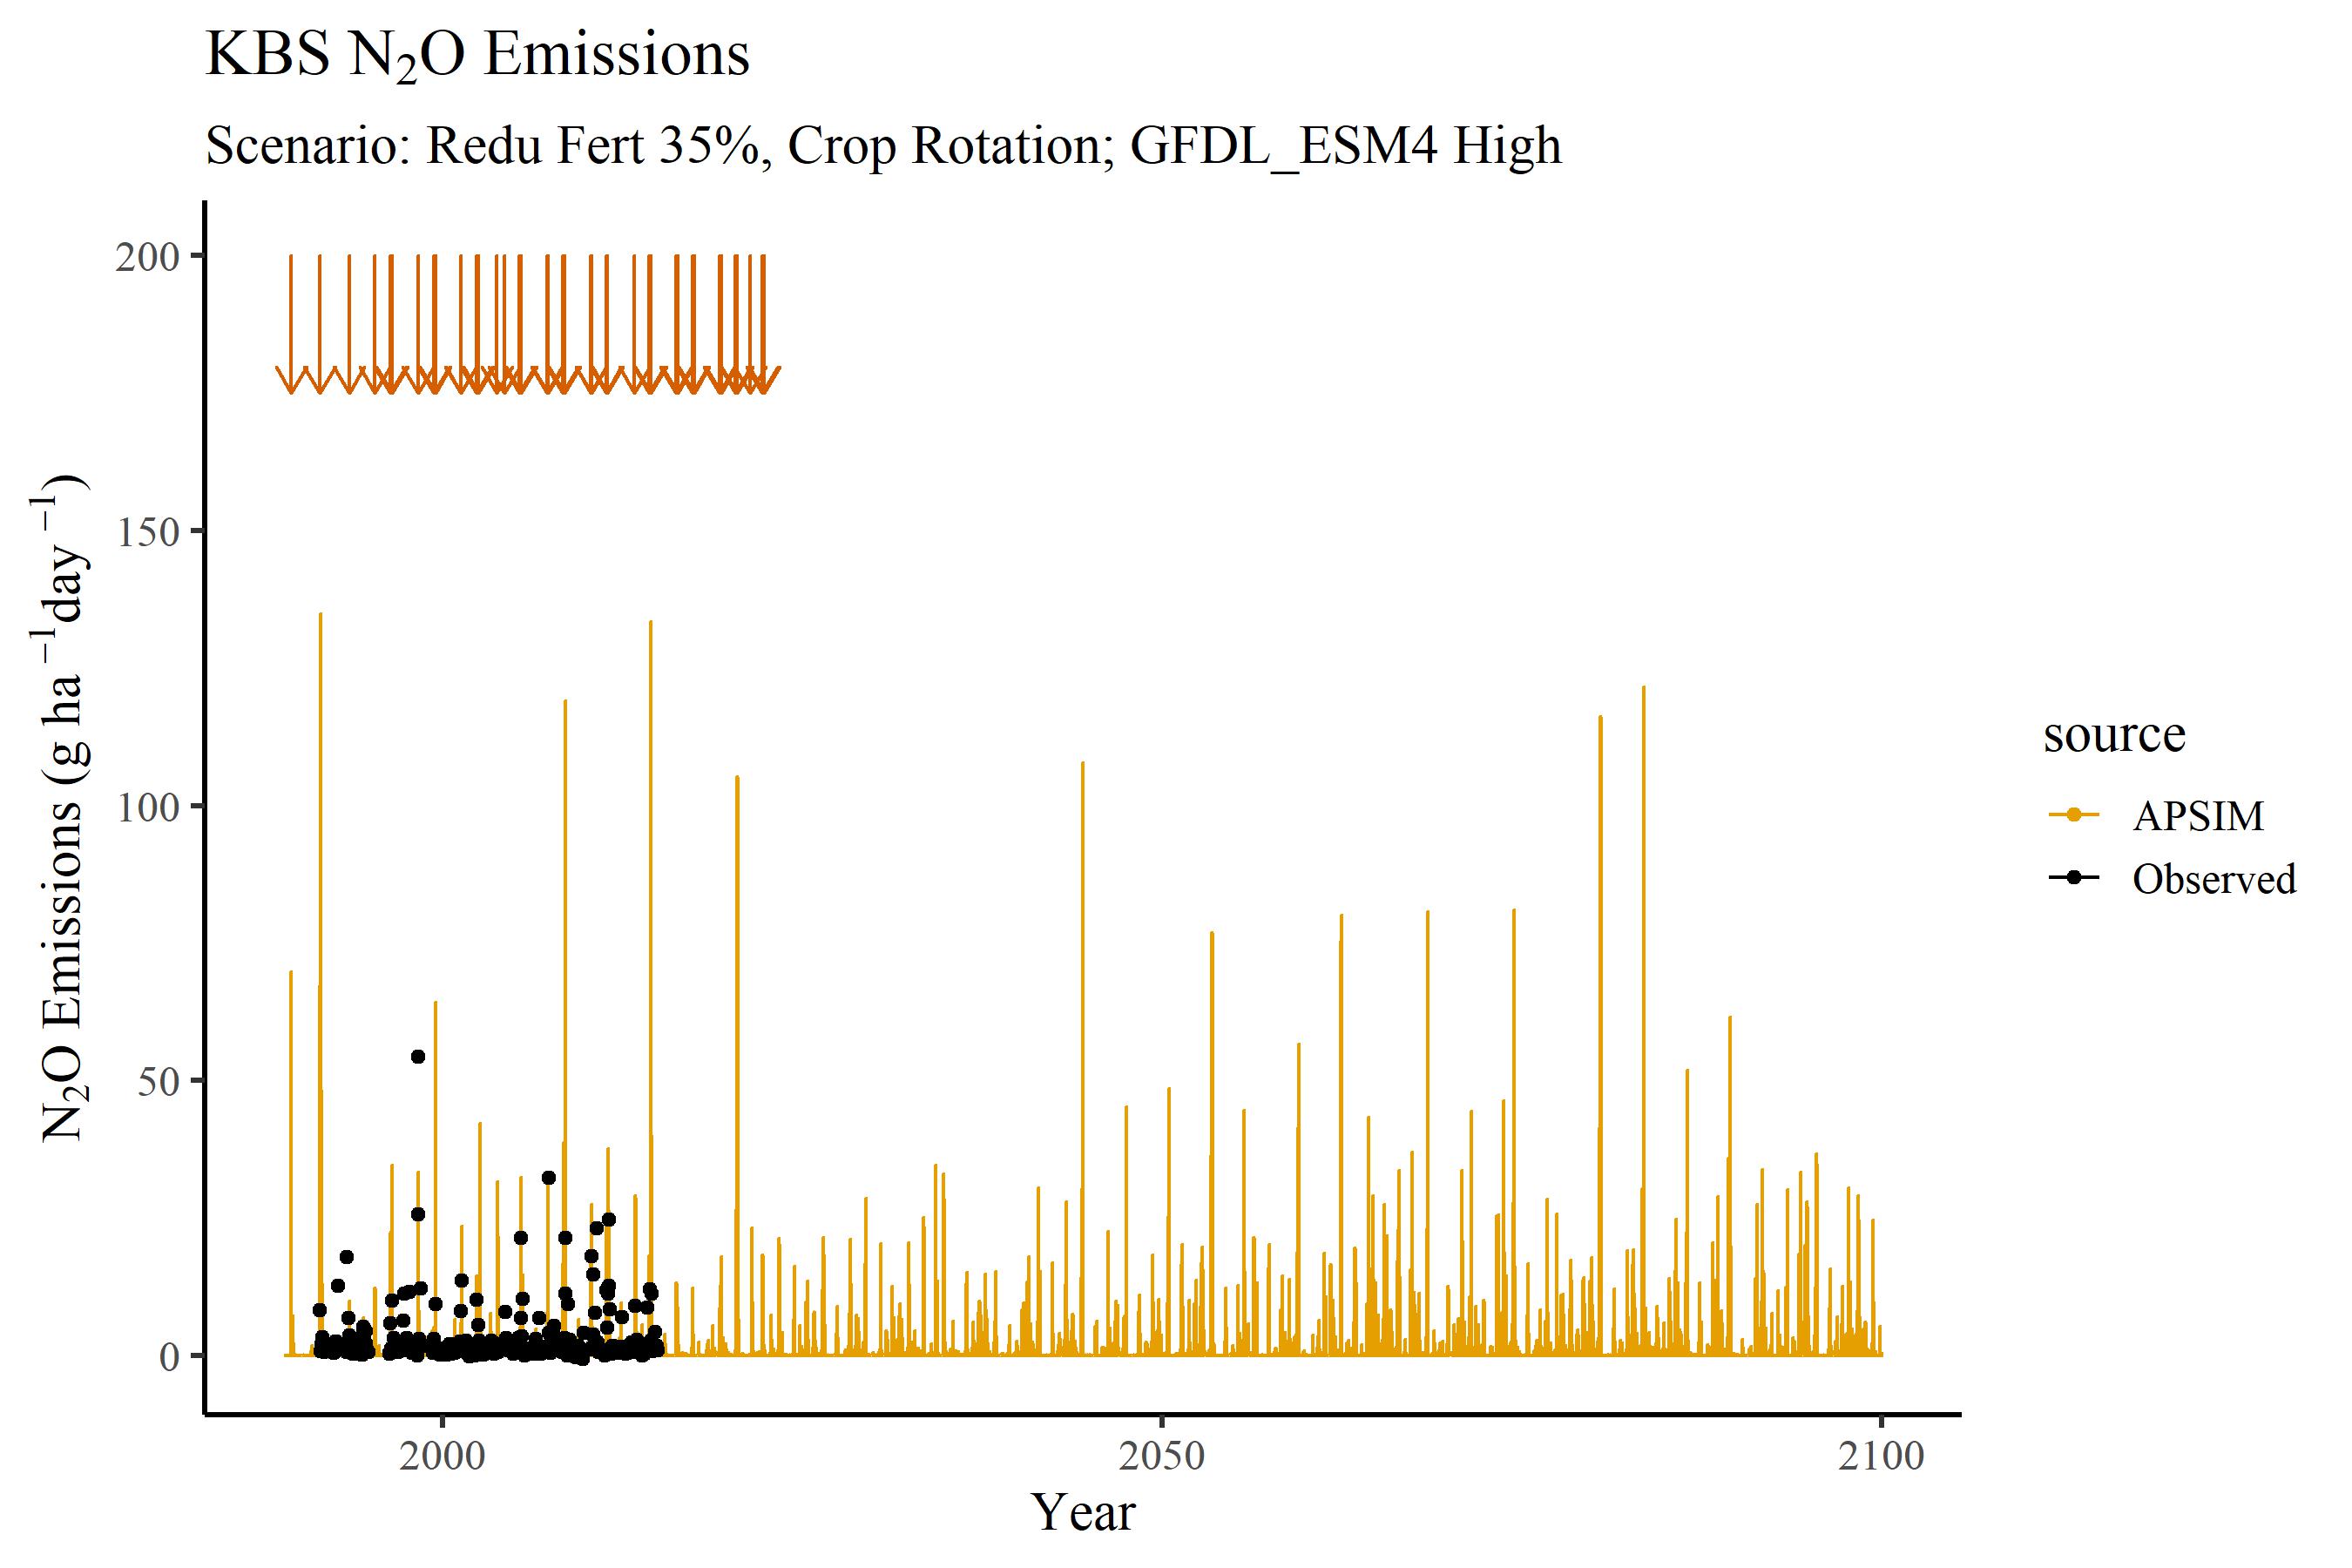 KBS N₂O Emissions
Scenario: Redu Fert 35%, Crop Rotation; GFDL_ESM4 High
N₂O Emissions (g ha ⁻¹day ⁻¹)
200
150
100
50
0
2000
2050
2100
Year
source
APSIM
Observed